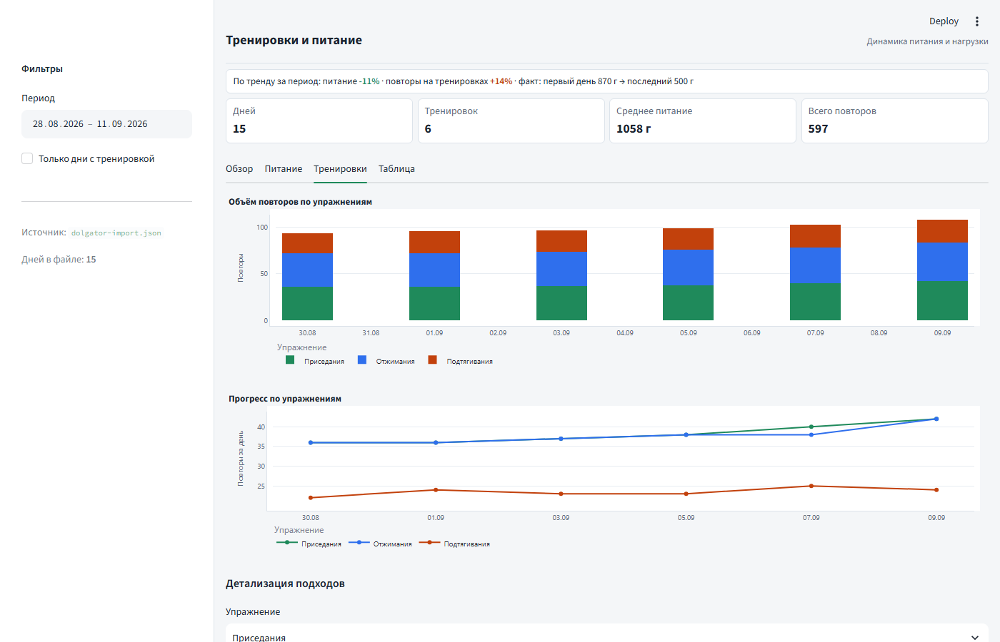 Deploy
Тренировки и питание
Динамика питания и нагрузки
Фильтры
Период
28.08.2026 – 11.09.2026
Только дни с тренировкой
Источник: dolgator-import.json
Дней в файле: 15
По тренду за период: питание -11% · повторы на тренировках +14% · факт: первый день 870 г → последний 500 г
Дней
15
Тренировок
6
Среднее питание
1058 г
Всего повторов
597
Обзор Питание Тренировки Таблица
Объём повторов по упражнениям
Повторы
100
50
0
30.08 31.08 01.09 02.09 03.09 04.09 05.09 06.09 07.09 08.09 09.09
Упражнение
Приседания Отжимания Подтягивания
Прогресс по упражнениям
Повторы за день
40
35
30
25
30.08 01.09 03.09 05.09 07.09 09.09
Упражнение
Приседания Отжимания Подтягивания
Детализация подходов
Упражнение
Приседания